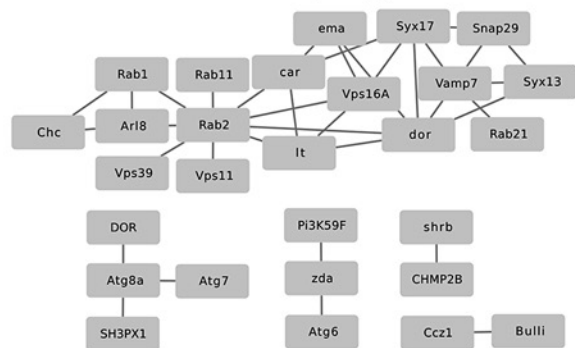 ema
Syx17
Snap29
Rab1
Rab11
car
Vps16A
Vamp7
Syx13
Chc
Arl8
Rab2
lt
dor
Rab21
Vps39
Vps11
DOR
Pi3K59F
shrb
Atg8a
Atg7
zda
CHMP2B
SH3PX1
Atg6
Ccz1
Bulli